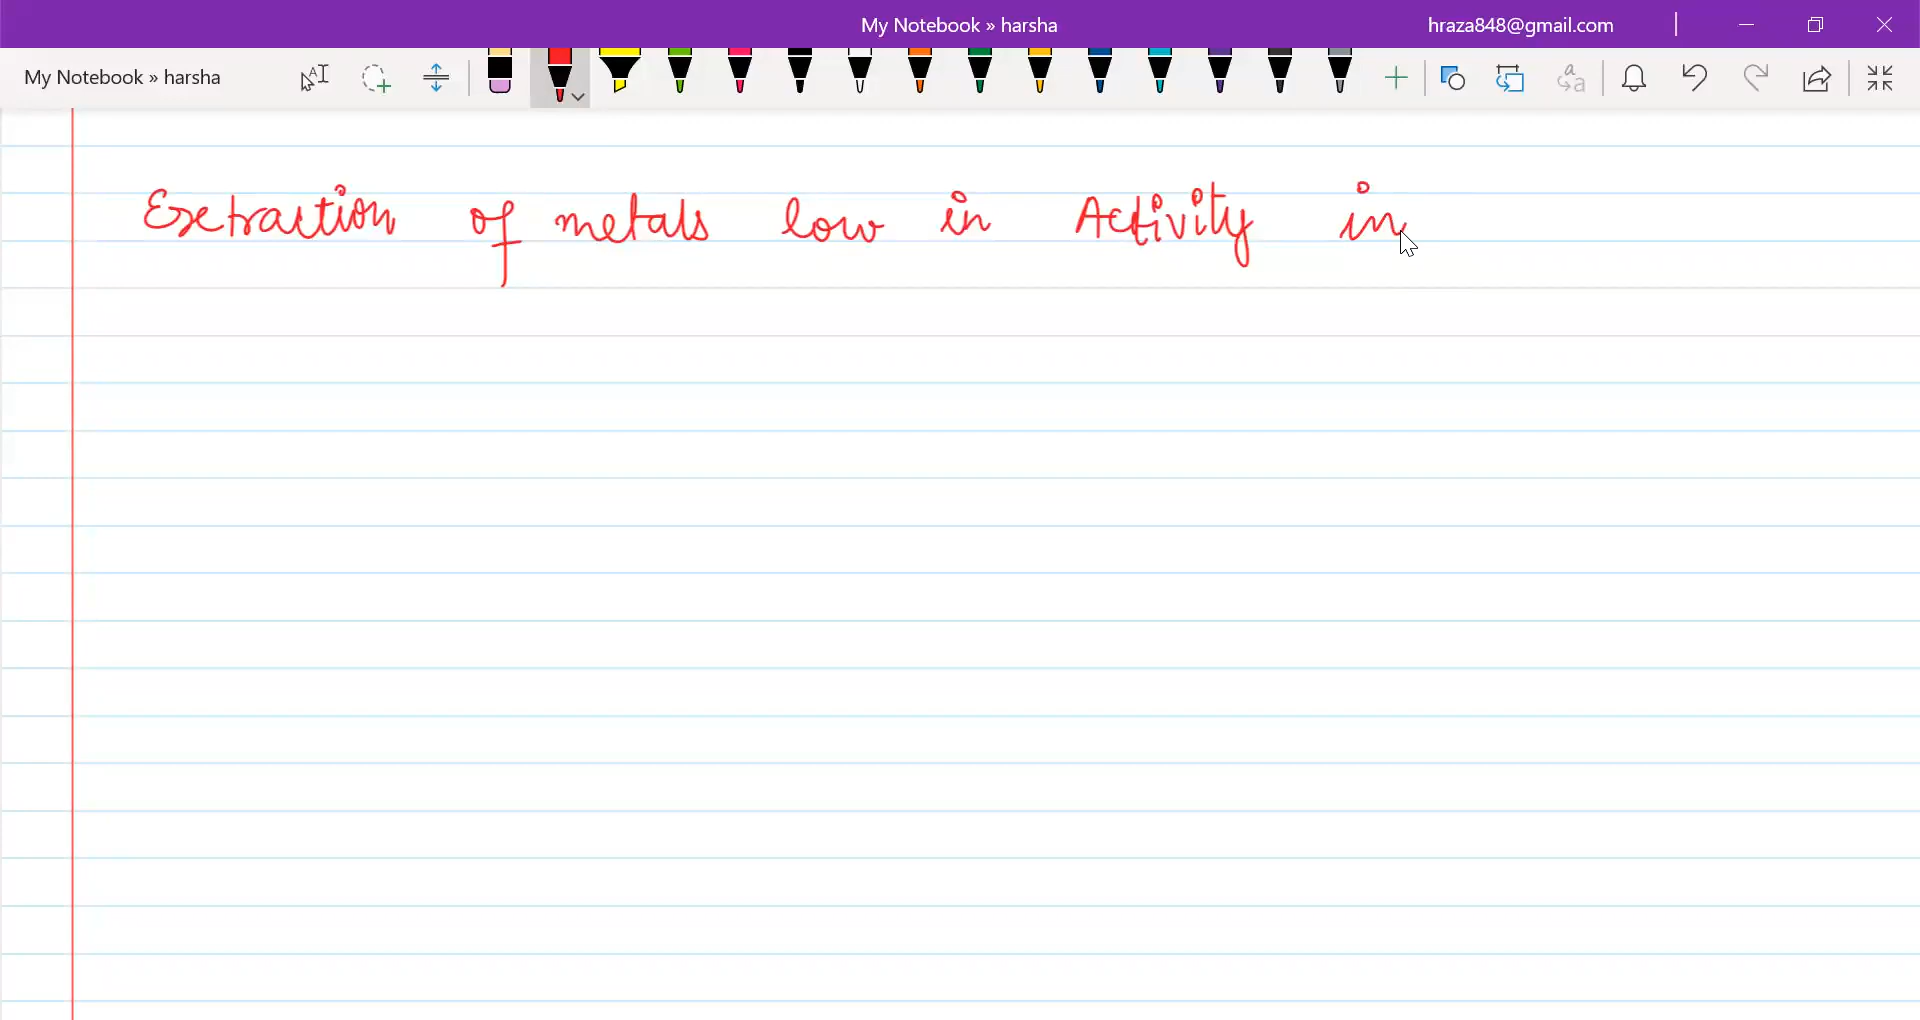 My Notebook » harsha hraza848@gmail.com
My Notebook » harsha
Extraction of metals low in Activity in